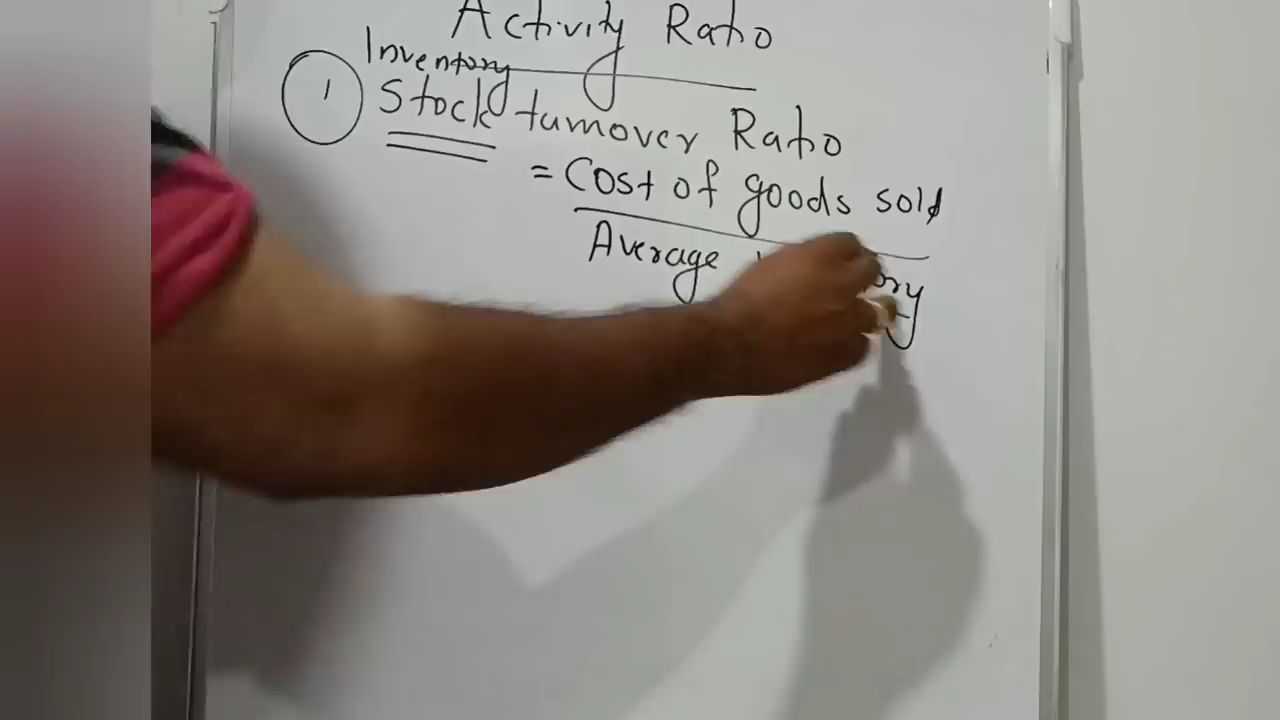 Activity Ratio
Inventory
1 Stock turnover Ratio
= Cost of goods sold
Average